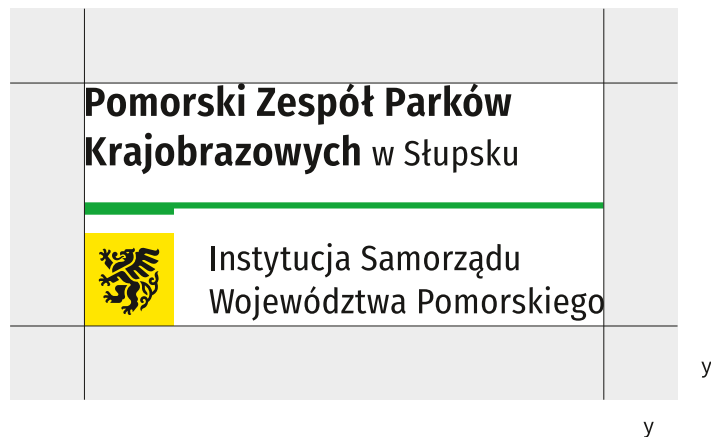 Pomorski Zespół Parków
Krajobrazowych w Słupsku
Instytucja Samorządu
Województwa Pomorskiego
y
y